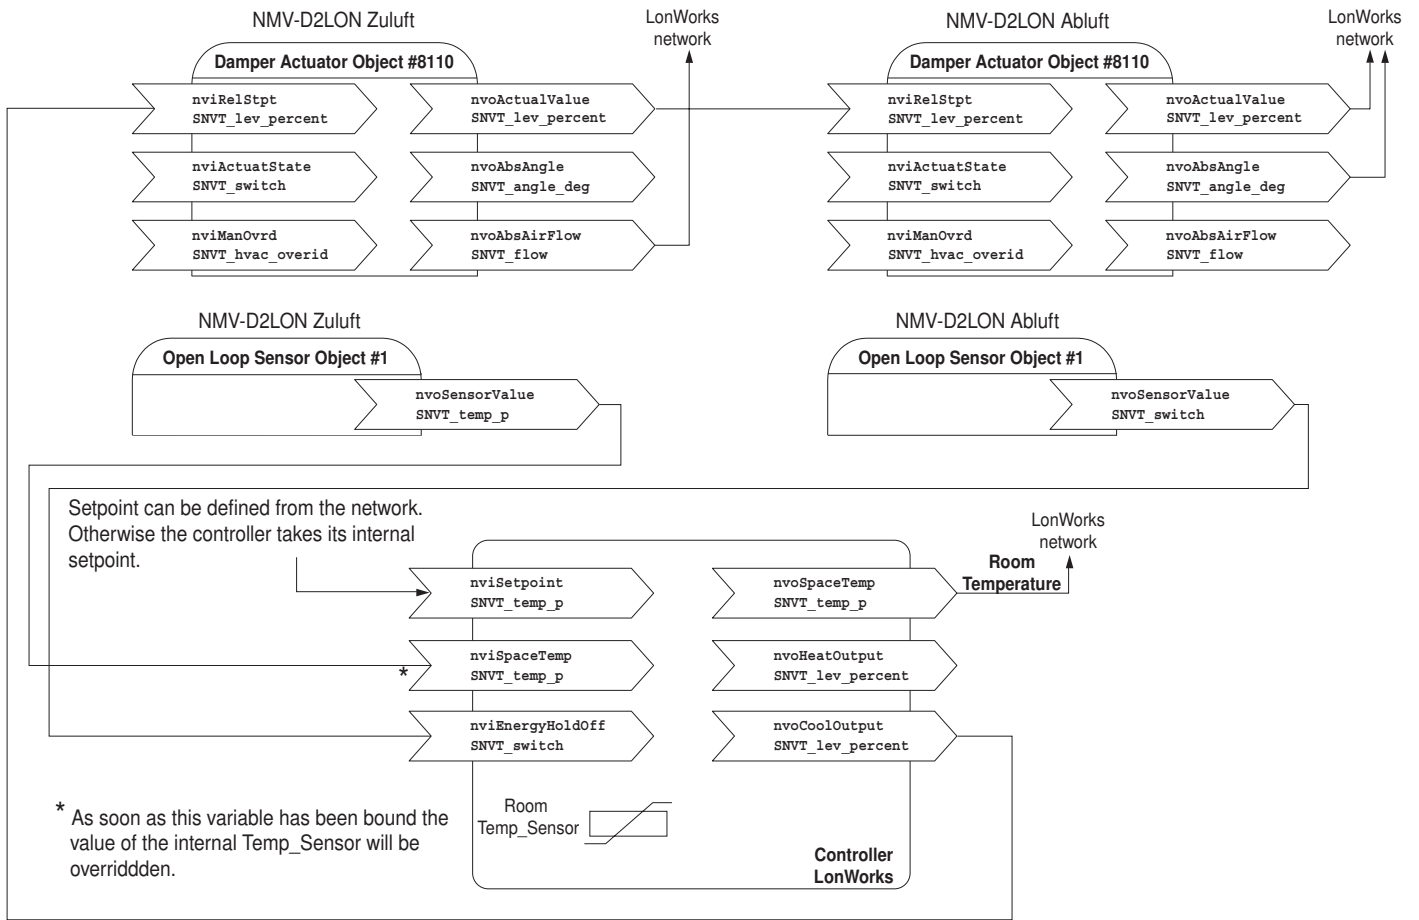 NMV-D2LON Zuluft
LonWorks
network
NMV-D2LON Abluft
LonWorks
network
Damper Actuator Object #8110
nviRelStpt
SNVT_lev_percent
nvoActualValue
SNVT_lev_percent
nviActuatState
SNVT_switch
nvoAbsAngle
SNVT_angle_deg
nviManOvrd
SNVT_hvac_overid
nvoAbsAirFlow
SNVT_flow
Damper Actuator Object #8110
nviRelStpt
SNVT_lev_percent
nvoActualValue
SNVT_lev_percent
nviActuatState
SNVT_switch
nvoAbsAngle
SNVT_angle_deg
nviManOvrd
SNVT_hvac_overid
nvoAbsAirFlow
SNVT_flow
NMV-D2LON Zuluft
Open Loop Sensor Object #1
nvoSensorValue
SNVT_temp_p
NMV-D2LON Abluft
Open Loop Sensor Object #1
nvoSensorValue
SNVT_switch
Setpoint can be defined from the network.
Otherwise the controller takes its internal
setpoint.
LonWorks
network
Room
Temperature
nviSetpoint
SNVT_temp_p
nvoSpaceTemp
SNVT_temp_p
*
nviSpaceTemp
SNVT_temp_p
nvoHeatOutput
SNVT_lev_percent
nviEnergyHoldOff
SNVT_switch
nvoCoolOutput
SNVT_lev_percent
Room
Temp_Sensor
Controller
LonWorks
* As soon as this variable has been bound the
value of the internal Temp_Sensor will be
overridddden.